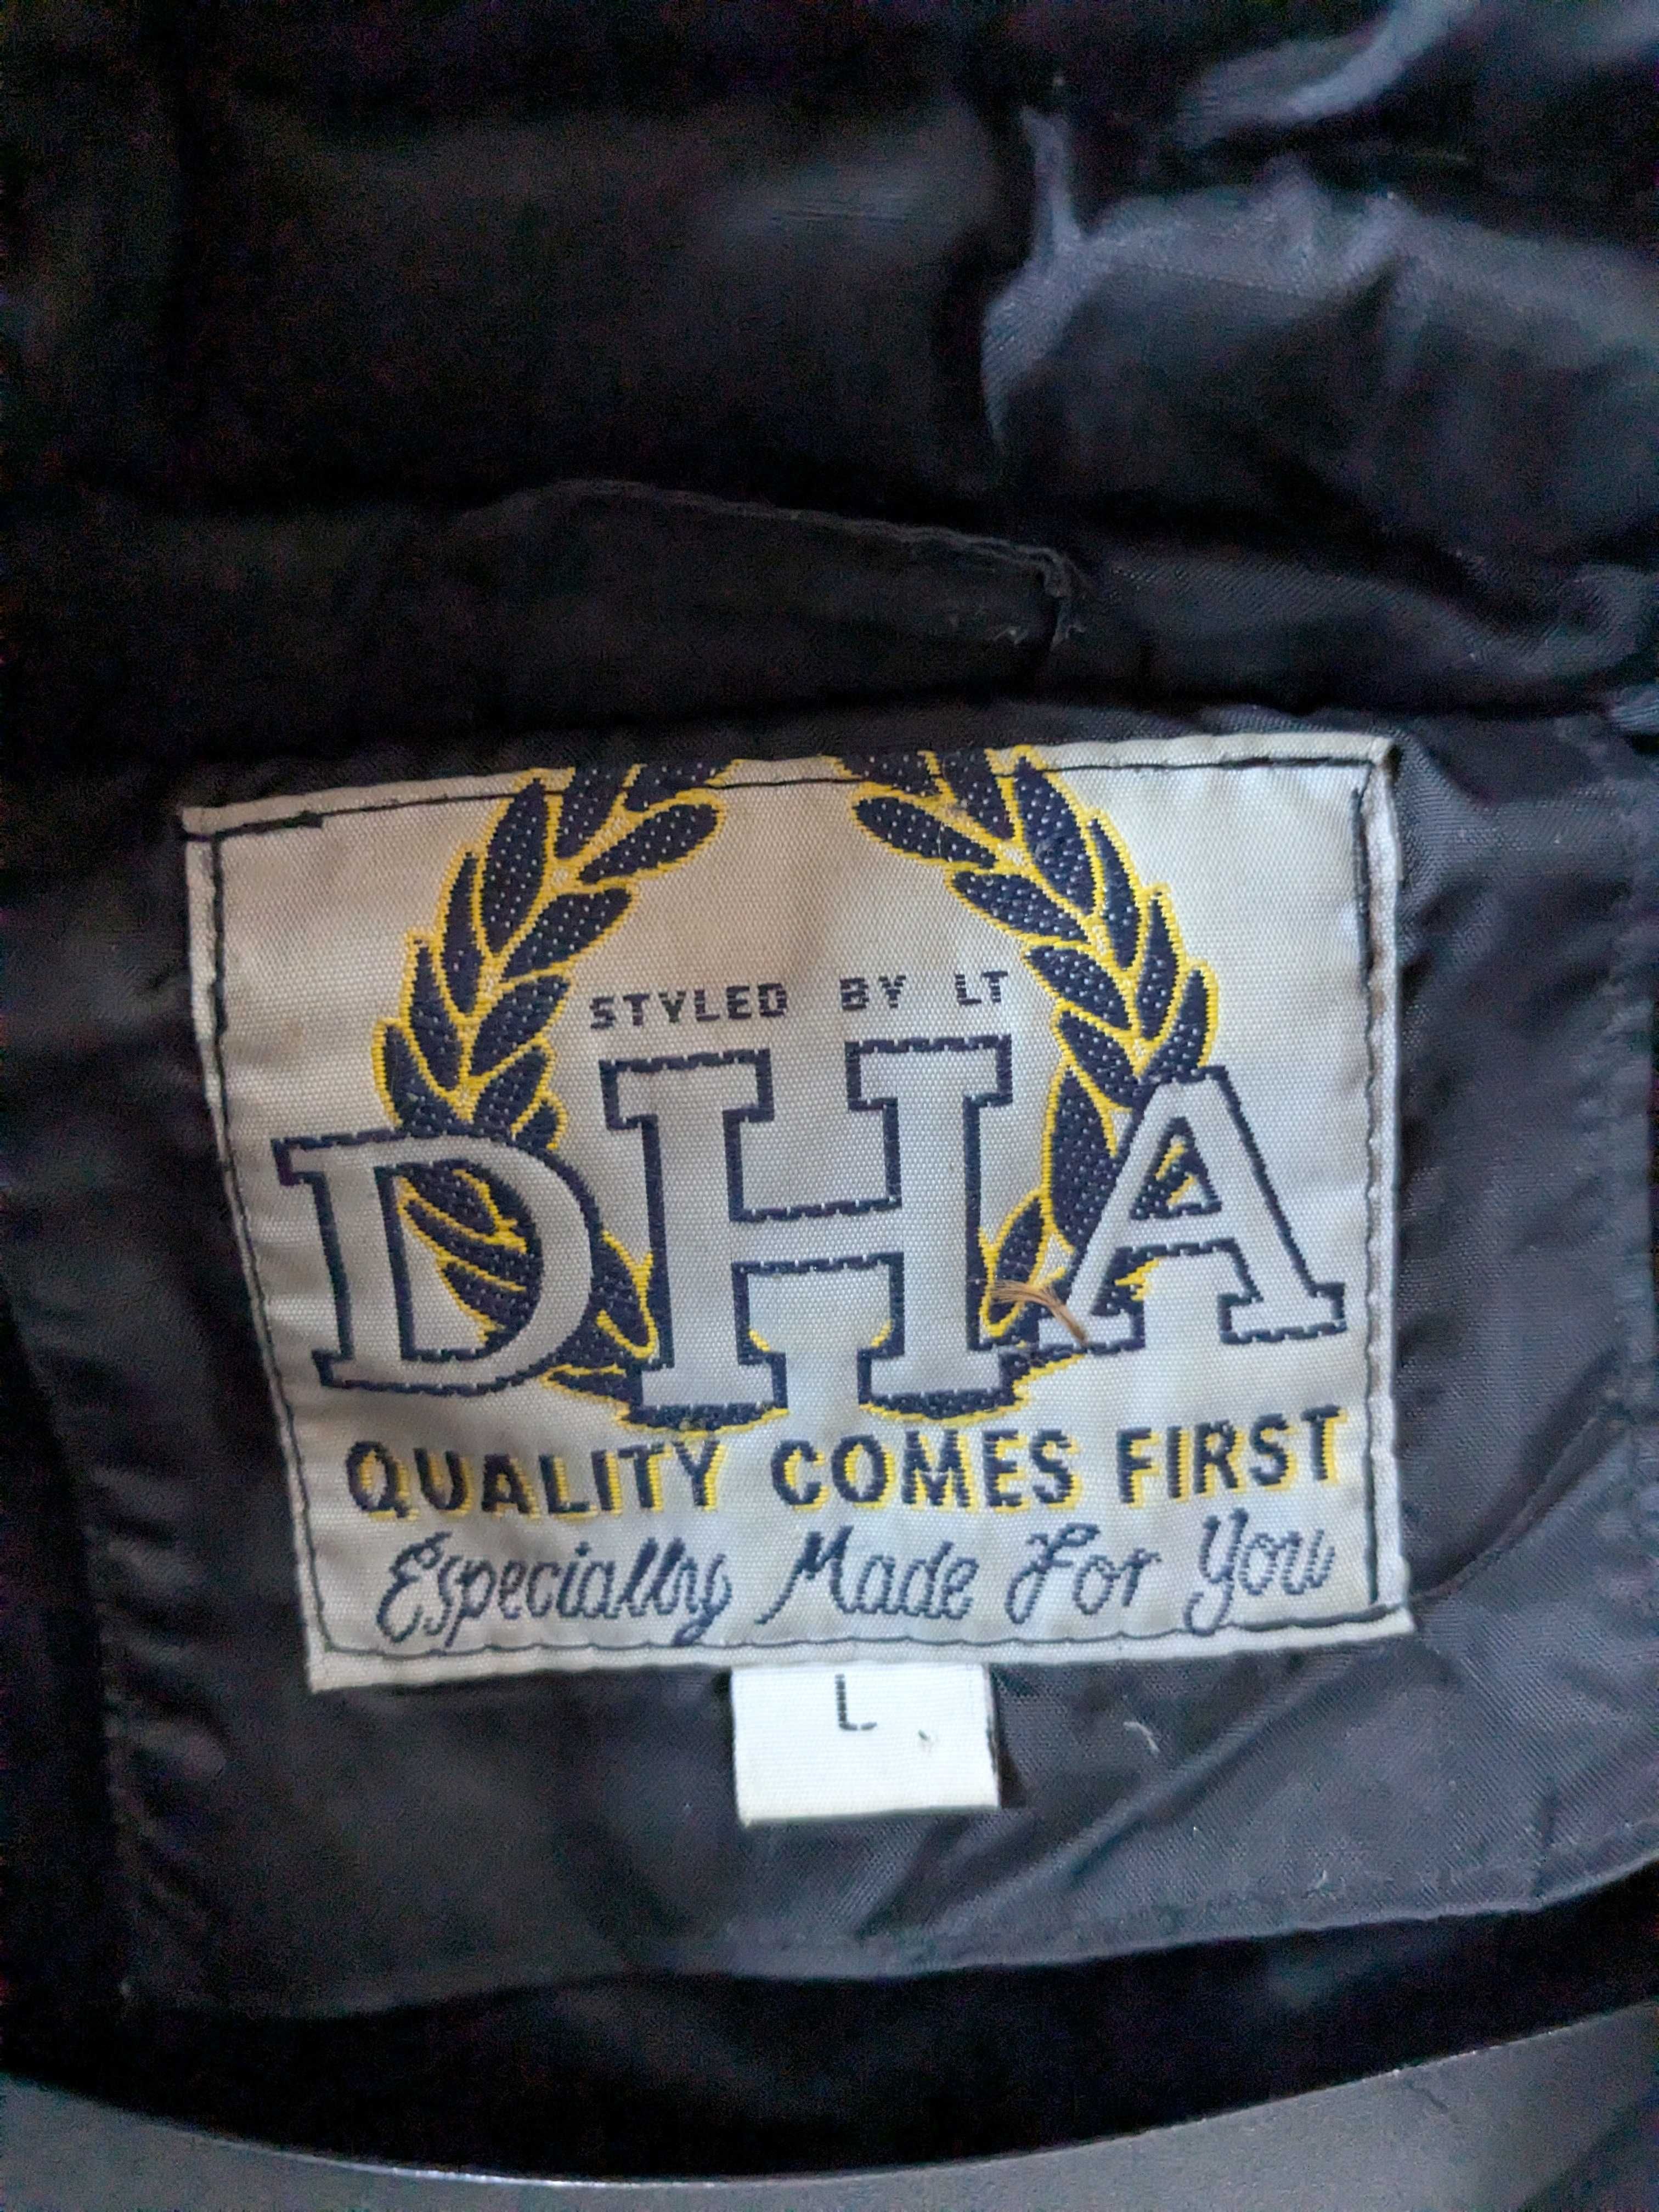 STYLED BY LT
DHA
QUALITY COMES FIRST
Especially Made For You
L